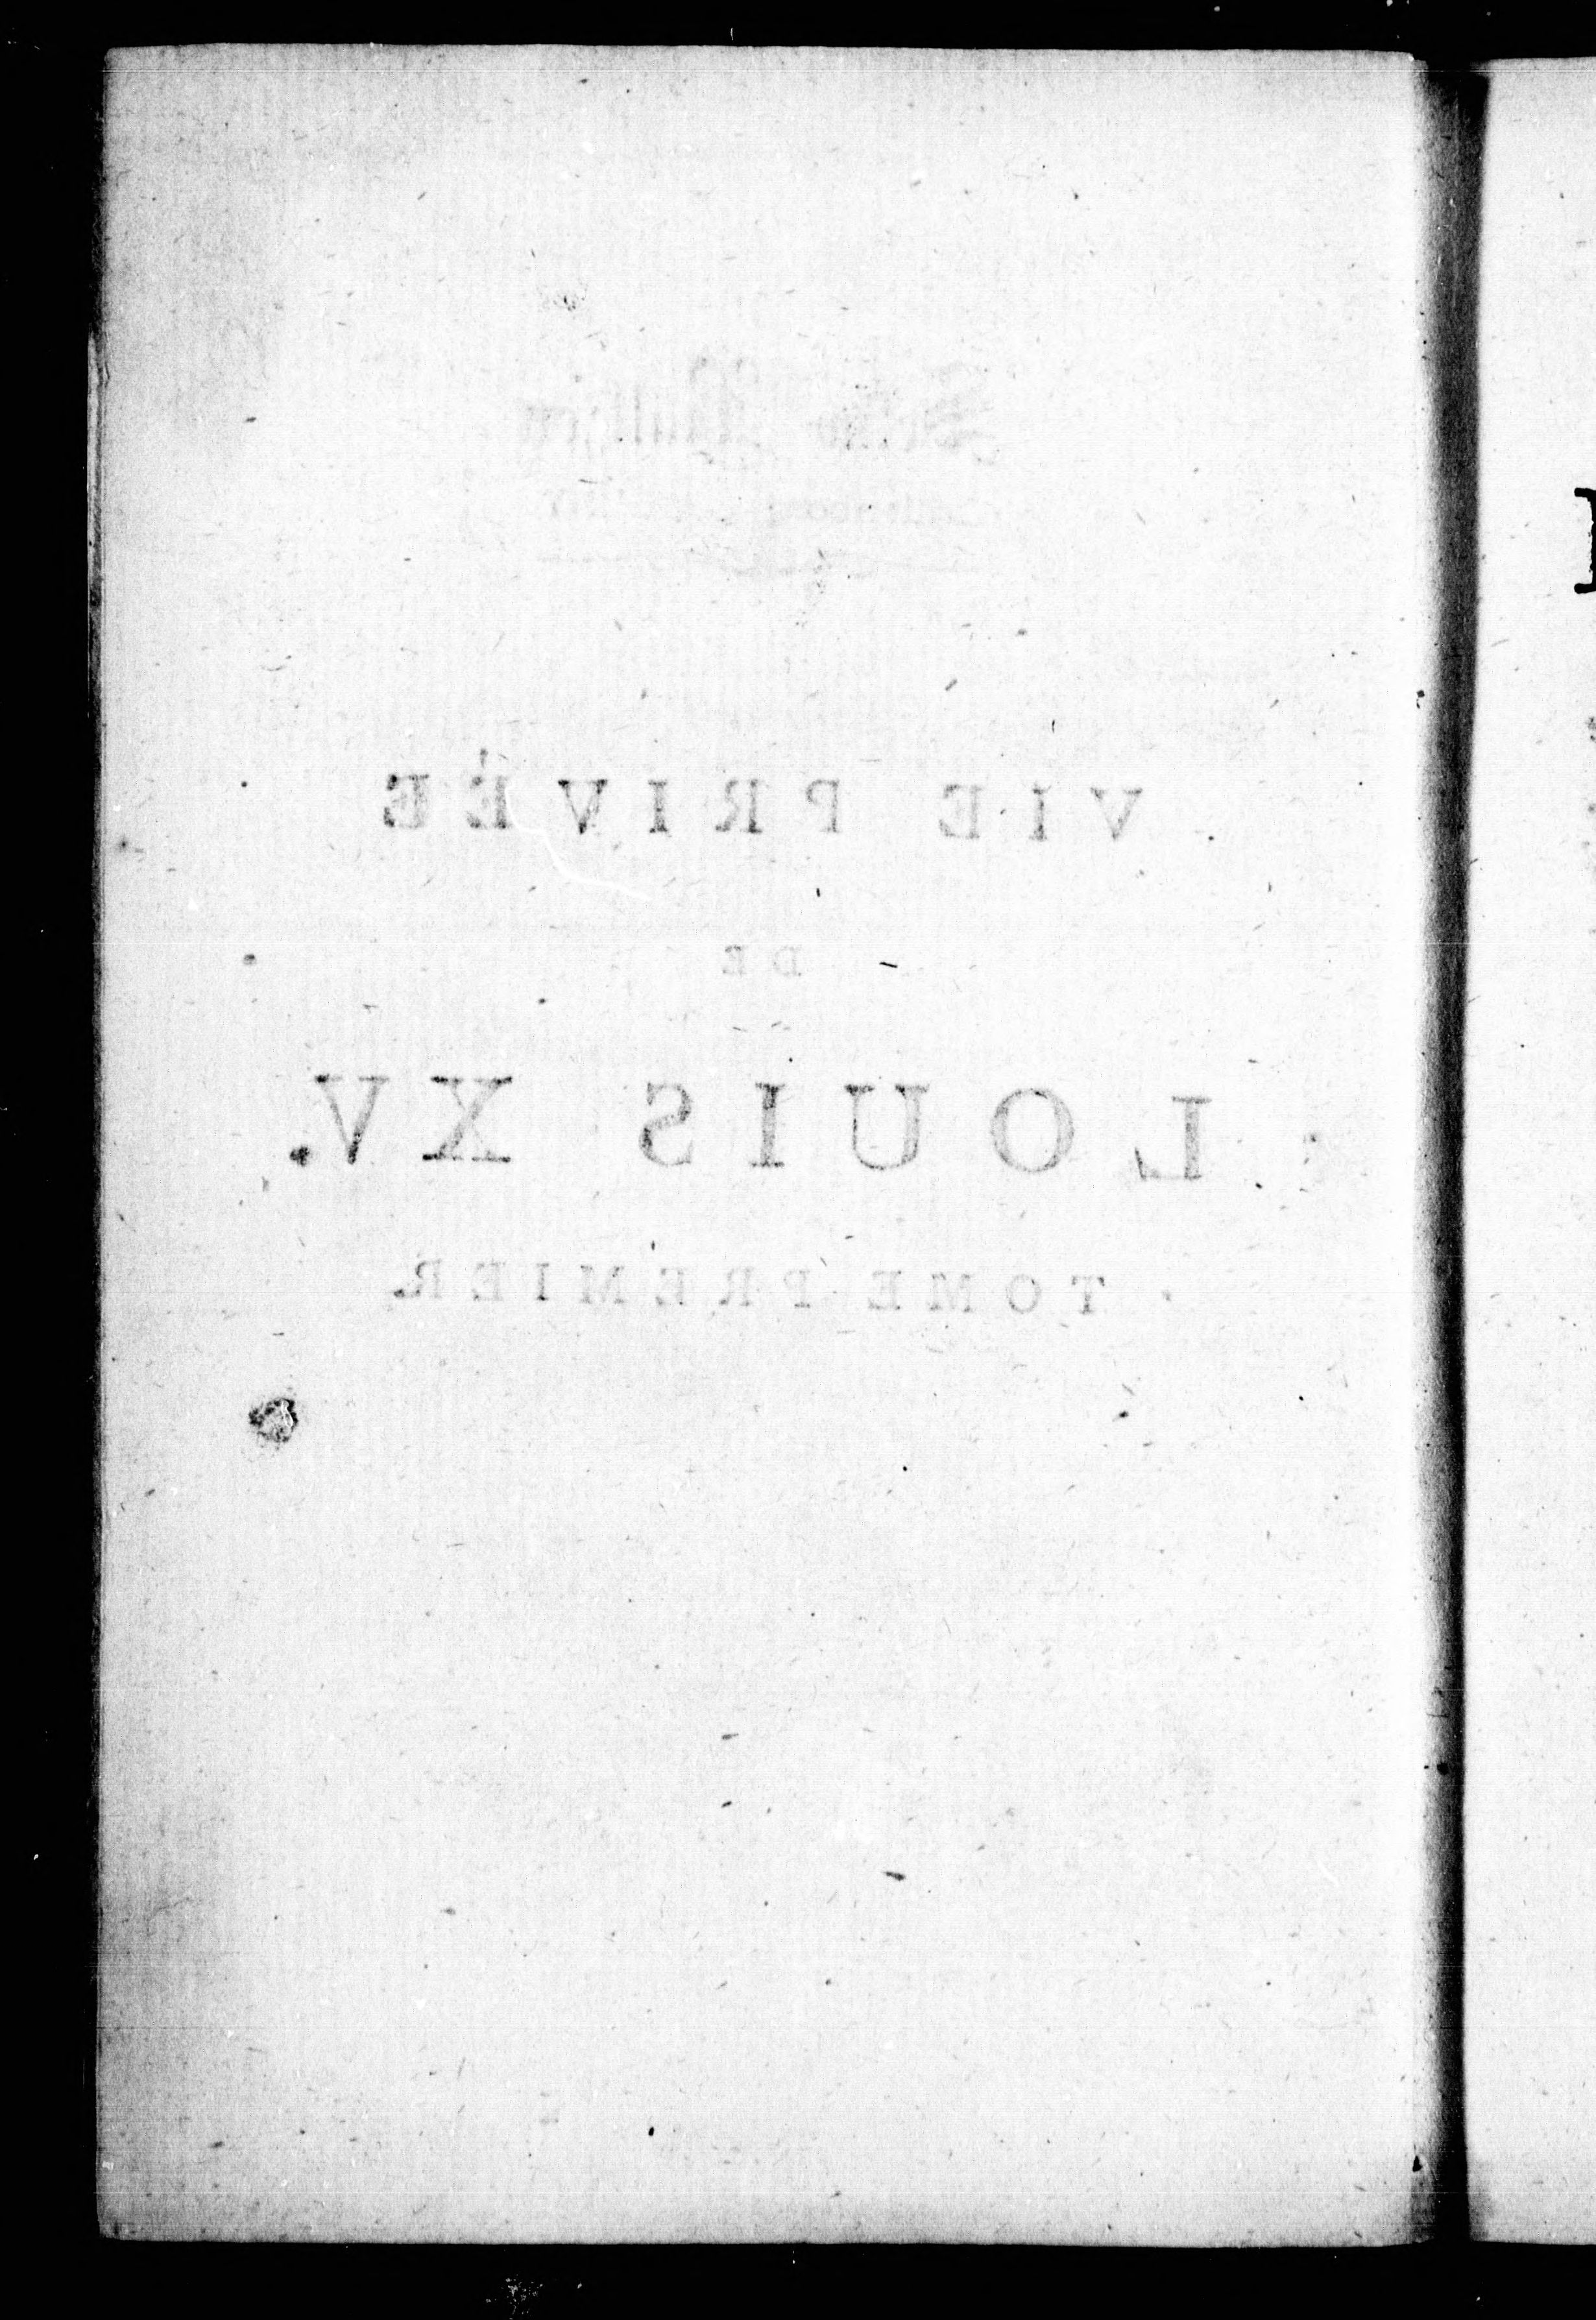 VIE PRIVÉE
DE
LOUIS XV.
TOME PREMIER.